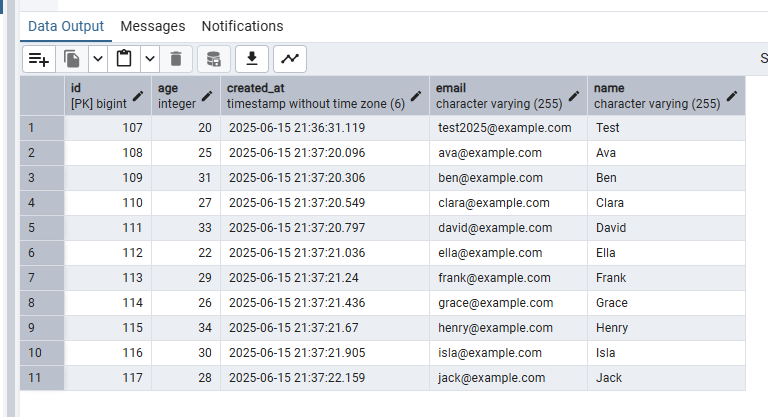 Data Output Messages Notifications
S
id age created_at email name
[PK] bigint integer timestamp without time zone (6) character varying (255) character varying (255)
1 107 20 2025-06-15 21:36:31.119 test2025@example.com Test
2 108 25 2025-06-15 21:37:20.096 ava@example.com Ava
3 109 31 2025-06-15 21:37:20.306 ben@example.com Ben
4 110 27 2025-06-15 21:37:20.549 clara@example.com Clara
5 111 33 2025-06-15 21:37:20.797 david@example.com David
6 112 22 2025-06-15 21:37:21.036 ella@example.com Ella
7 113 29 2025-06-15 21:37:21.24 frank@example.com Frank
8 114 26 2025-06-15 21:37:21.436 grace@example.com Grace
9 115 34 2025-06-15 21:37:21.67 henry@example.com Henry
10 116 30 2025-06-15 21:37:21.905 isla@example.com Isla
11 117 28 2025-06-15 21:37:22.159 jack@example.com Jack